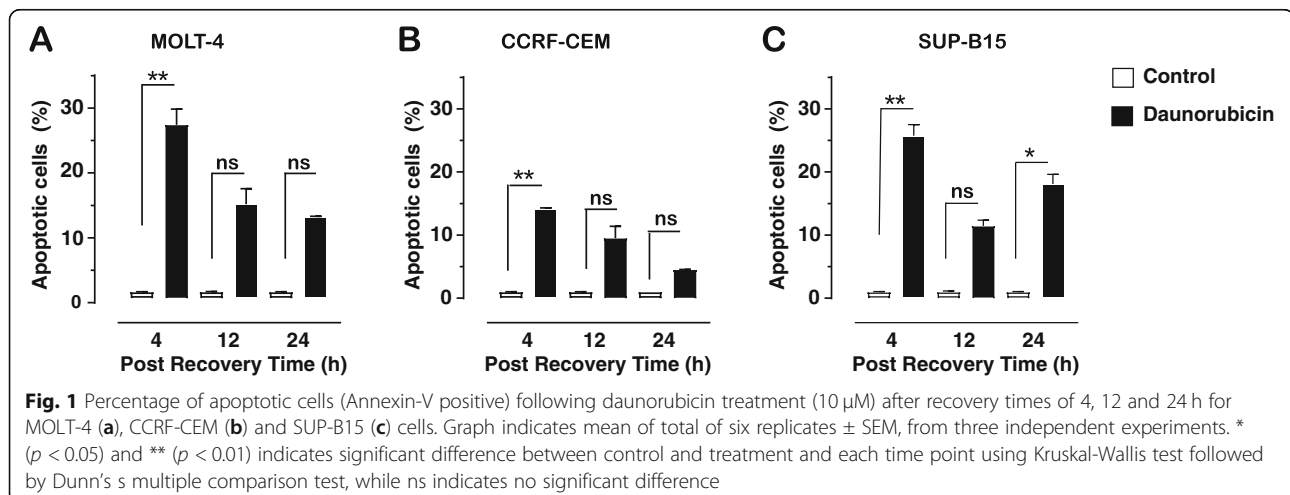 A MOLT-4
B CCRF-CEM
C SUP-B15
Control
Daunorubicin
Apoptotic cells (%)
30
20
10
0
**
ns
ns
4 12 24
Post Recovery Time (h)
Apoptotic cells (%)
30
20
10
0
**
ns
ns
4 12 24
Post Recovery Time (h)
Apoptotic cells (%)
30
20
10
0
**
ns
*
4 12 24
Post Recovery Time (h)
Fig. 1 Percentage of apoptotic cells (Annexin-V positive) following daunorubicin treatment (10 μM) after recovery times of 4, 12 and 24 h for
MOLT-4 (a), CCRF-CEM (b) and SUP-B15 (c) cells. Graph indicates mean of total of six replicates ± SEM, from three independent experiments. *
(p < 0.05) and ** (p < 0.01) indicates significant difference between control and treatment and each time point using Kruskal-Wallis test followed
by Dunn's s multiple comparison test, while ns indicates no significant difference